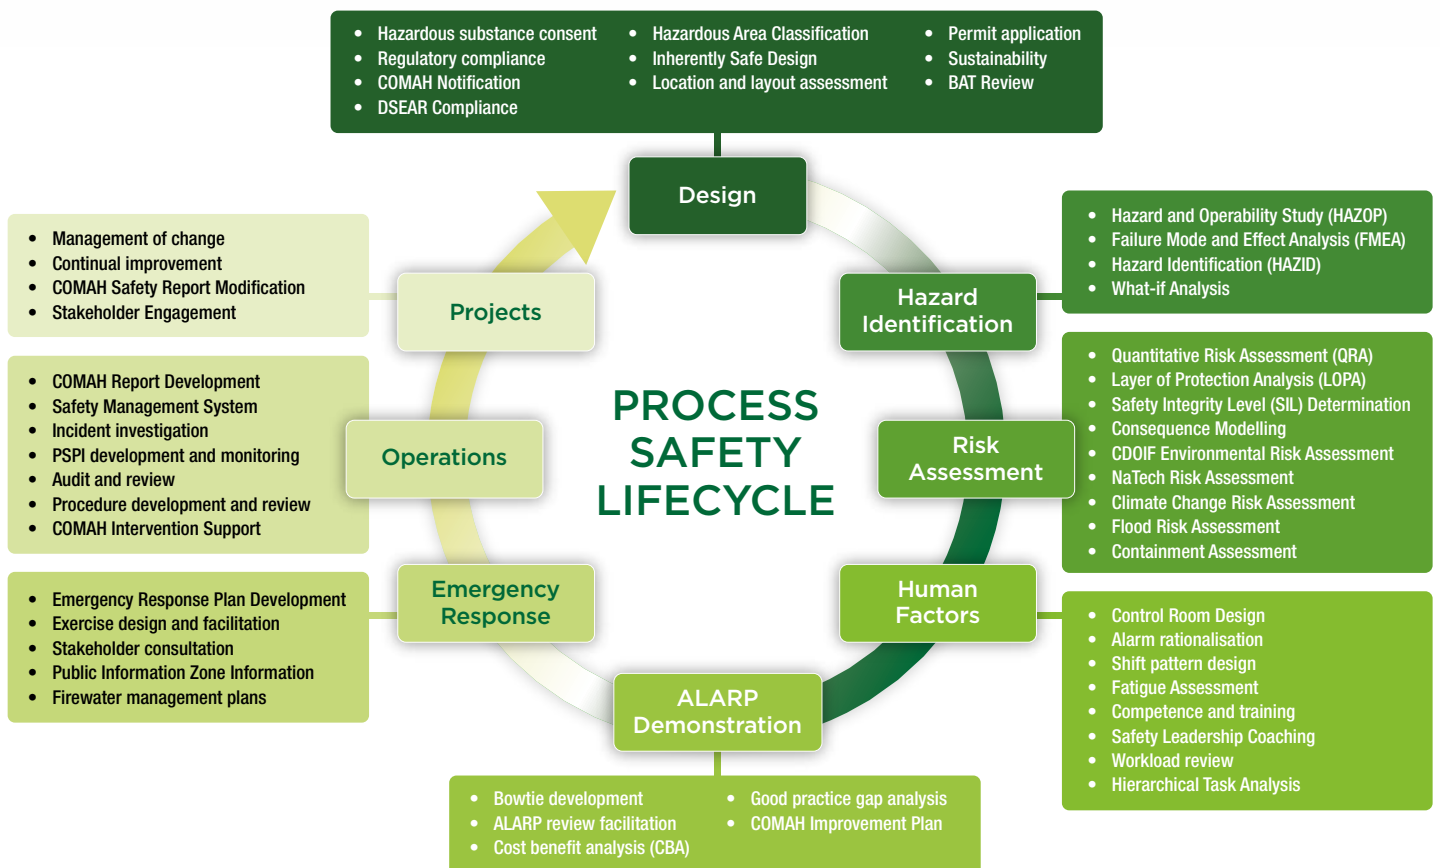 • Hazardous substance consent
• Regulatory compliance
• COMAH Notification
• DSEAR Compliance
• Hazardous Area Classification
• Inherently Safe Design
• Location and layout assessment
• Permit application
• Sustainability
• BAT Review
Design
Hazard
Identification
• Hazard and Operability Study (HAZOP)
• Failure Mode and Effect Analysis (FMEA)
• Hazard Identification (HAZID)
• What-if Analysis
Risk
Assessment
• Quantitative Risk Assessment (QRA)
• Layer of Protection Analysis (LOPA)
• Safety Integrity Level (SIL) Determination
• Consequence Modelling
• CDOIF Environmental Risk Assessment
• NaTech Risk Assessment
• Climate Change Risk Assessment
• Flood Risk Assessment
• Containment Assessment
Human
Factors
• Control Room Design
• Alarm rationalisation
• Shift pattern design
• Fatigue Assessment
• Competence and training
• Safety Leadership Coaching
• Workload review
• Hierarchical Task Analysis
ALARP
Demonstration
• Bowtie development
• ALARP review facilitation
• Cost benefit analysis (CBA)
• Good practice gap analysis
• COMAH Improvement Plan
Emergency
Response
• Emergency Response Plan Development
• Exercise design and facilitation
• Stakeholder consultation
• Public Information Zone Information
• Firewater management plans
Operations
• COMAH Report Development
• Safety Management System
• Incident investigation
• PSPI development and monitoring
• Audit and review
• Procedure development and review
• COMAH Intervention Support
Projects
• Management of change
• Continual improvement
• COMAH Safety Report Modification
• Stakeholder Engagement
PROCESS
SAFETY
LIFECYCLE